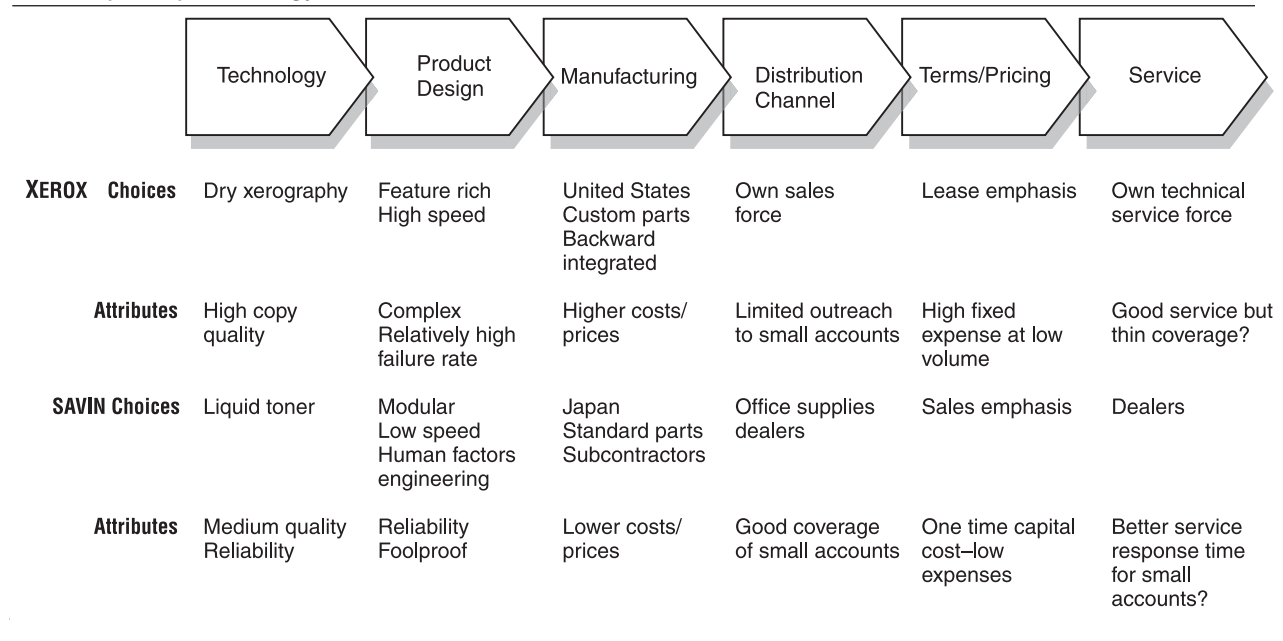 Technology
Product
Design
Manufacturing
Distribution
Channel
Terms/Pricing
Service
XEROX Choices
Dry xerography
Feature rich
High speed
United States
Custom parts
Backward
integrated
Own sales
force
Lease emphasis
Own technical
service force
Attributes
High copy
quality
Complex
Relatively high
failure rate
Higher costs/
prices
Limited outreach
to small accounts
High fixed
expense at low
volume
Good service but
thin coverage?
SAVIN Choices
Liquid toner
Modular
Low speed
Human factors
engineering
Japan
Standard parts
Subcontractors
Office supplies
dealers
Sales emphasis
Dealers
Attributes
Medium quality
Reliability
Reliability
Foolproof
Lower costs/
prices
Good coverage
of small accounts
One time capital
cost–low
expenses
Better service
response time
for small
accounts?